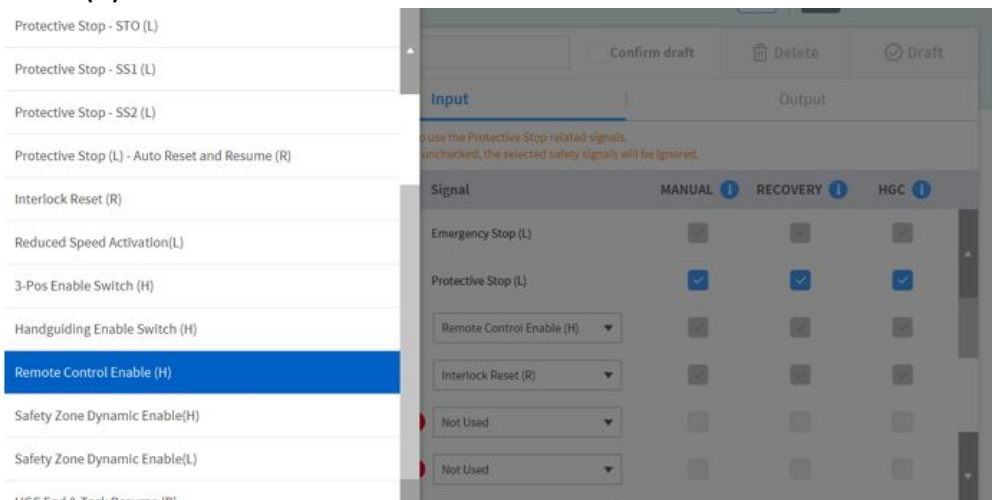 Protective Stop - STO (L)
Protective Stop - SS1 (L)
Protective Stop - SS2 (L)
Protective Stop (L) - Auto Reset and Resume (R)
Interlock Reset (R)
Reduced Speed Activation(L)
3-Pos Enable Switch (H)
Handguiding Enable Switch (H)
Remote Control Enable (H)
Safety Zone Dynamic Enable(H)
Safety Zone Dynamic Enable(L)
Confirm draft
Delete
Draft
Input
Output
use the Protective Stop related signals.
unchecked, the selected safety signals will be ignored.
Signal MANUAL RECOVERY HGC
Emergency Stop (L)
Protective Stop (L)
Remote Control Enable (H)
Interlock Reset (R)
Not Used
Not Used